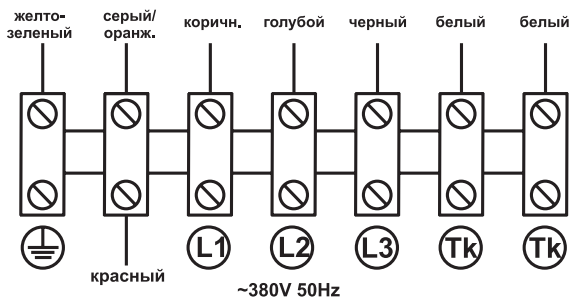 желто-
зеленый
серый/
оранж.
коричн.
голубой
черный
белый
белый
L1
L2
L3
Tk
Tk
красный
~380V 50Hz